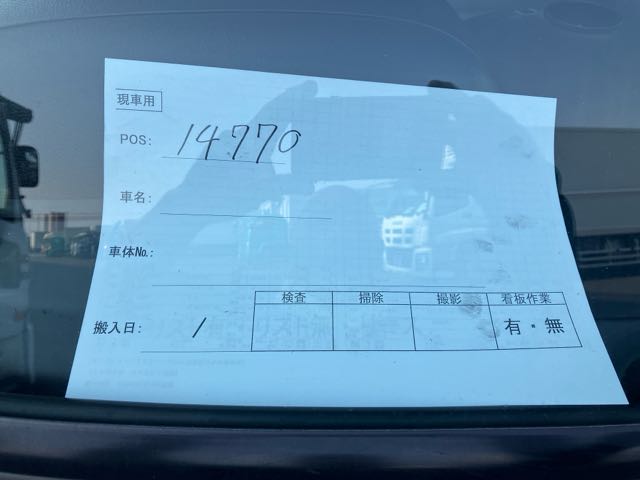 現車用
POS: 14770
車名:
車体No.:
検査 掃除 撮影 看板作業
搬入日: / 有・無